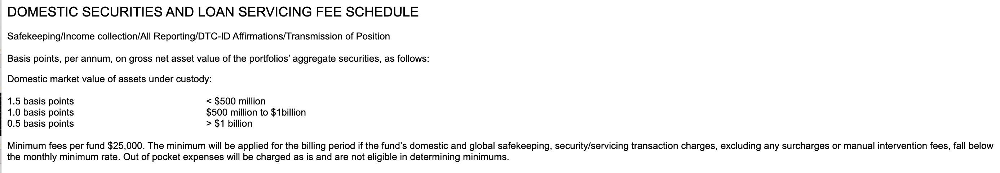 DOMESTIC SECURITIES AND LOAN SERVICING FEE SCHEDULE
Safekeeping/Income collection/All Reporting/DTC-ID Affirmations/Transmission of Position
Basis points, per annum, on gross net asset value of the portfolios’ aggregate securities, as follows:
Domestic market value of assets under custody:
1.5 basis points < $500 million
1.0 basis points $500 million to $1billion
0.5 basis points > $1 billion
Minimum fees per fund $25,000. The minimum will be applied for the billing period if the fund’s domestic and global safekeeping, security/servicing transaction charges, excluding any surcharges or manual intervention fees, fall below
the monthly minimum rate. Out of pocket expenses will be charged as is and are not eligible in determining minimums.